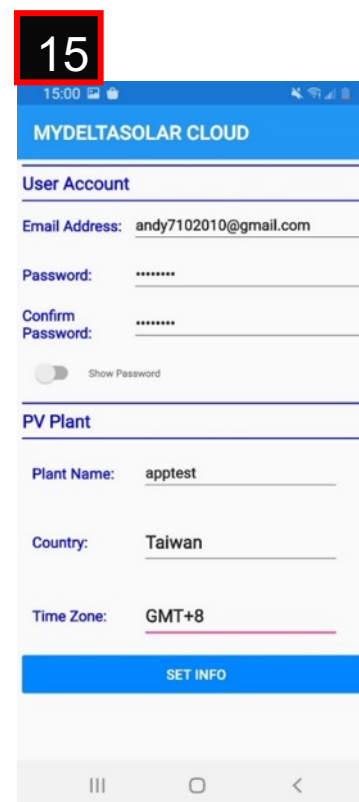 15
15:00
MYDELTASOLAR CLOUD
User Account
Email Address: andy7102010@gmail.com
Password: ········
Confirm
Password: ········
Show Password
PV Plant
Plant Name: apptest
Country: Taiwan
Time Zone: GMT+8
SET INFO